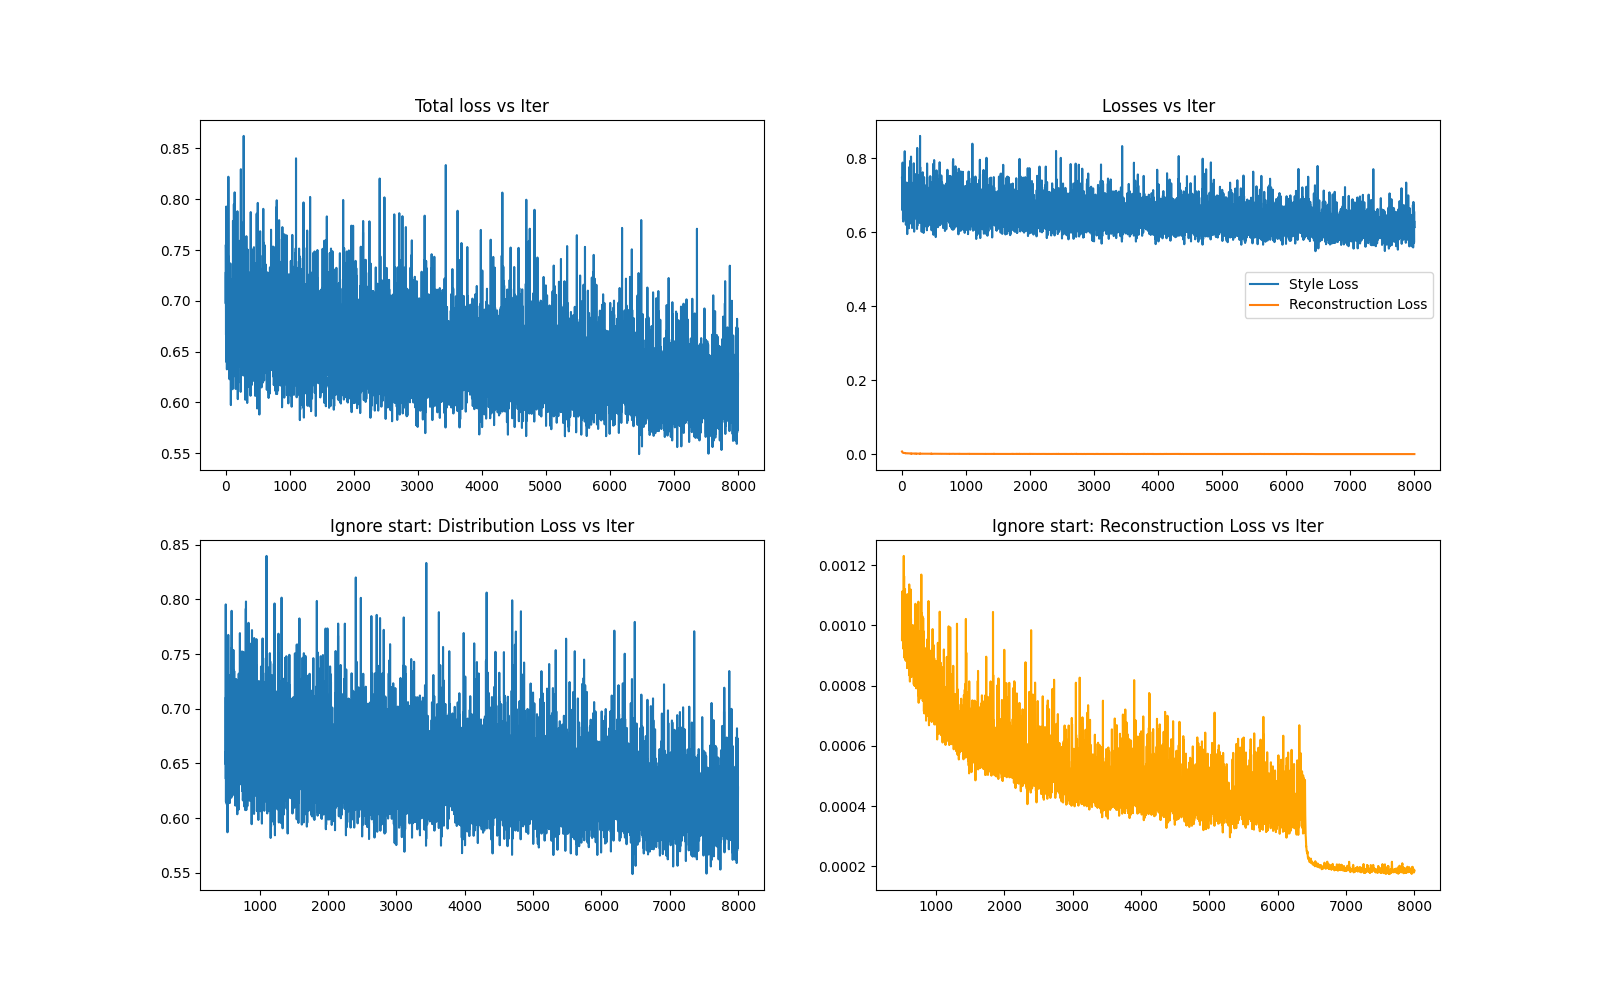 Total loss vs Iter
0.85
0.80
0.75
0.70
0.65
0.60
0.55
0 1000 2000 3000 4000 5000 6000 7000 8000
Losses vs Iter
0.8
0.6
0.4
0.2
0.0
Style Loss
Reconstruction Loss
0 1000 2000 3000 4000 5000 6000 7000 8000
Ignore start: Distribution Loss vs Iter
0.85
0.80
0.75
0.70
0.65
0.60
0.55
1000 2000 3000 4000 5000 6000 7000 8000
Ignore start: Reconstruction Loss vs Iter
0.0012
0.0010
0.0008
0.0006
0.0004
0.0002
1000 2000 3000 4000 5000 6000 7000 8000